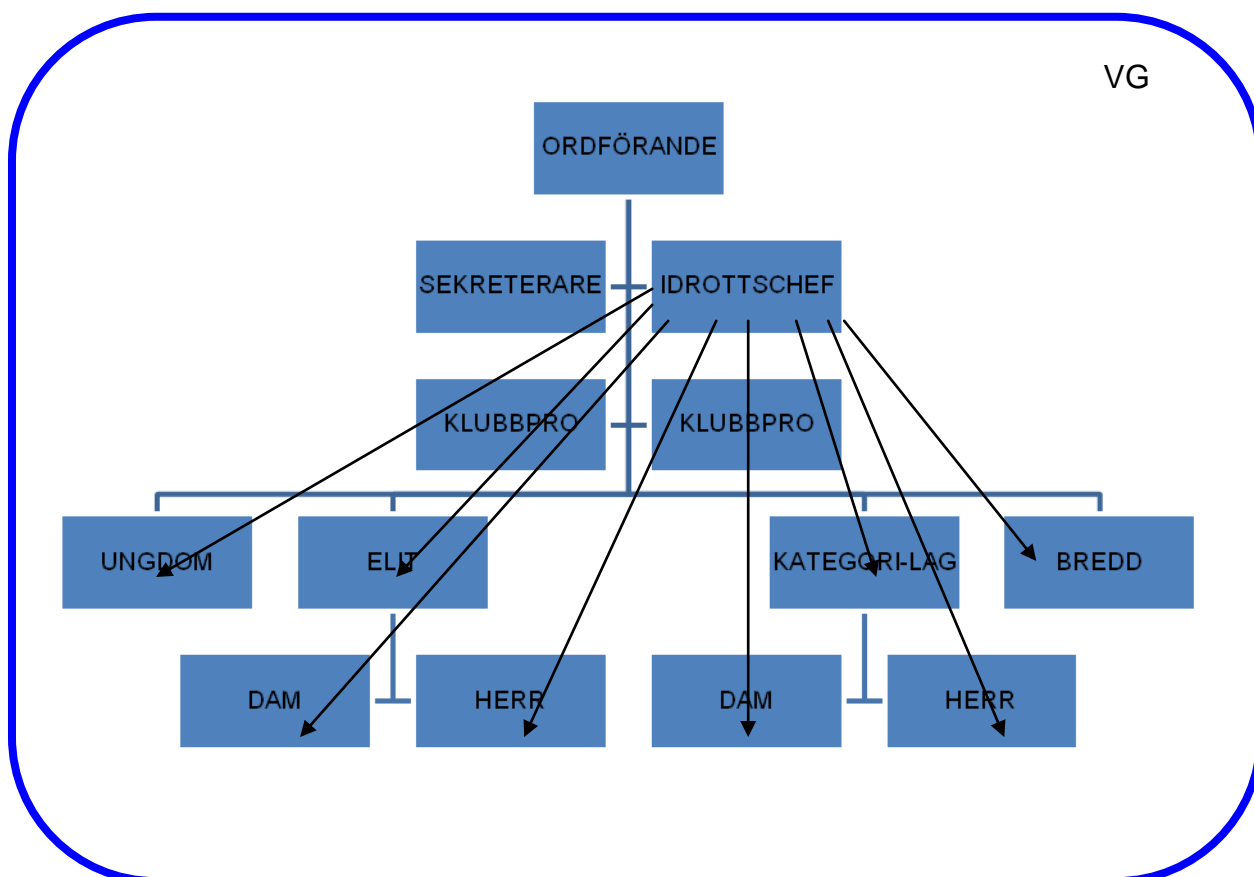 VG
ORDFÖRANDE
SEKRETERARE
IDROTTSCHEF
KLUBBPRO
KLUBBPRO
UNGDOM
ELIT
KATEGORI-LAG
BREDD
DAM
HERR
DAM
HERR